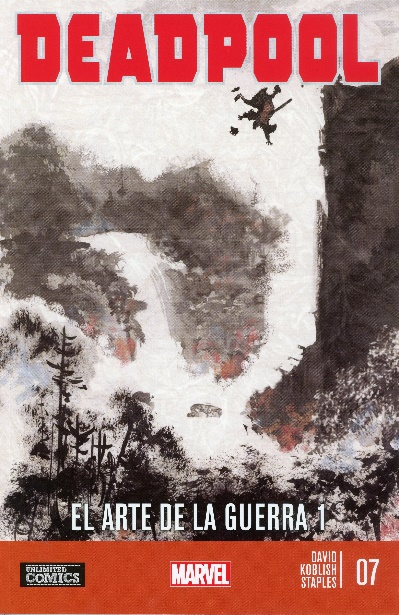 DEADPOOL
EL ARTE DE LA GUERRA 1
UNLIMITED
COMICS
MARVEL
DAVID
KOBLISH
STAPLES
07